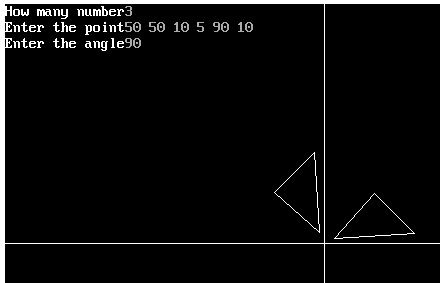 How many number3
Enter the point50 50 10 5 90 10
Enter the angle90